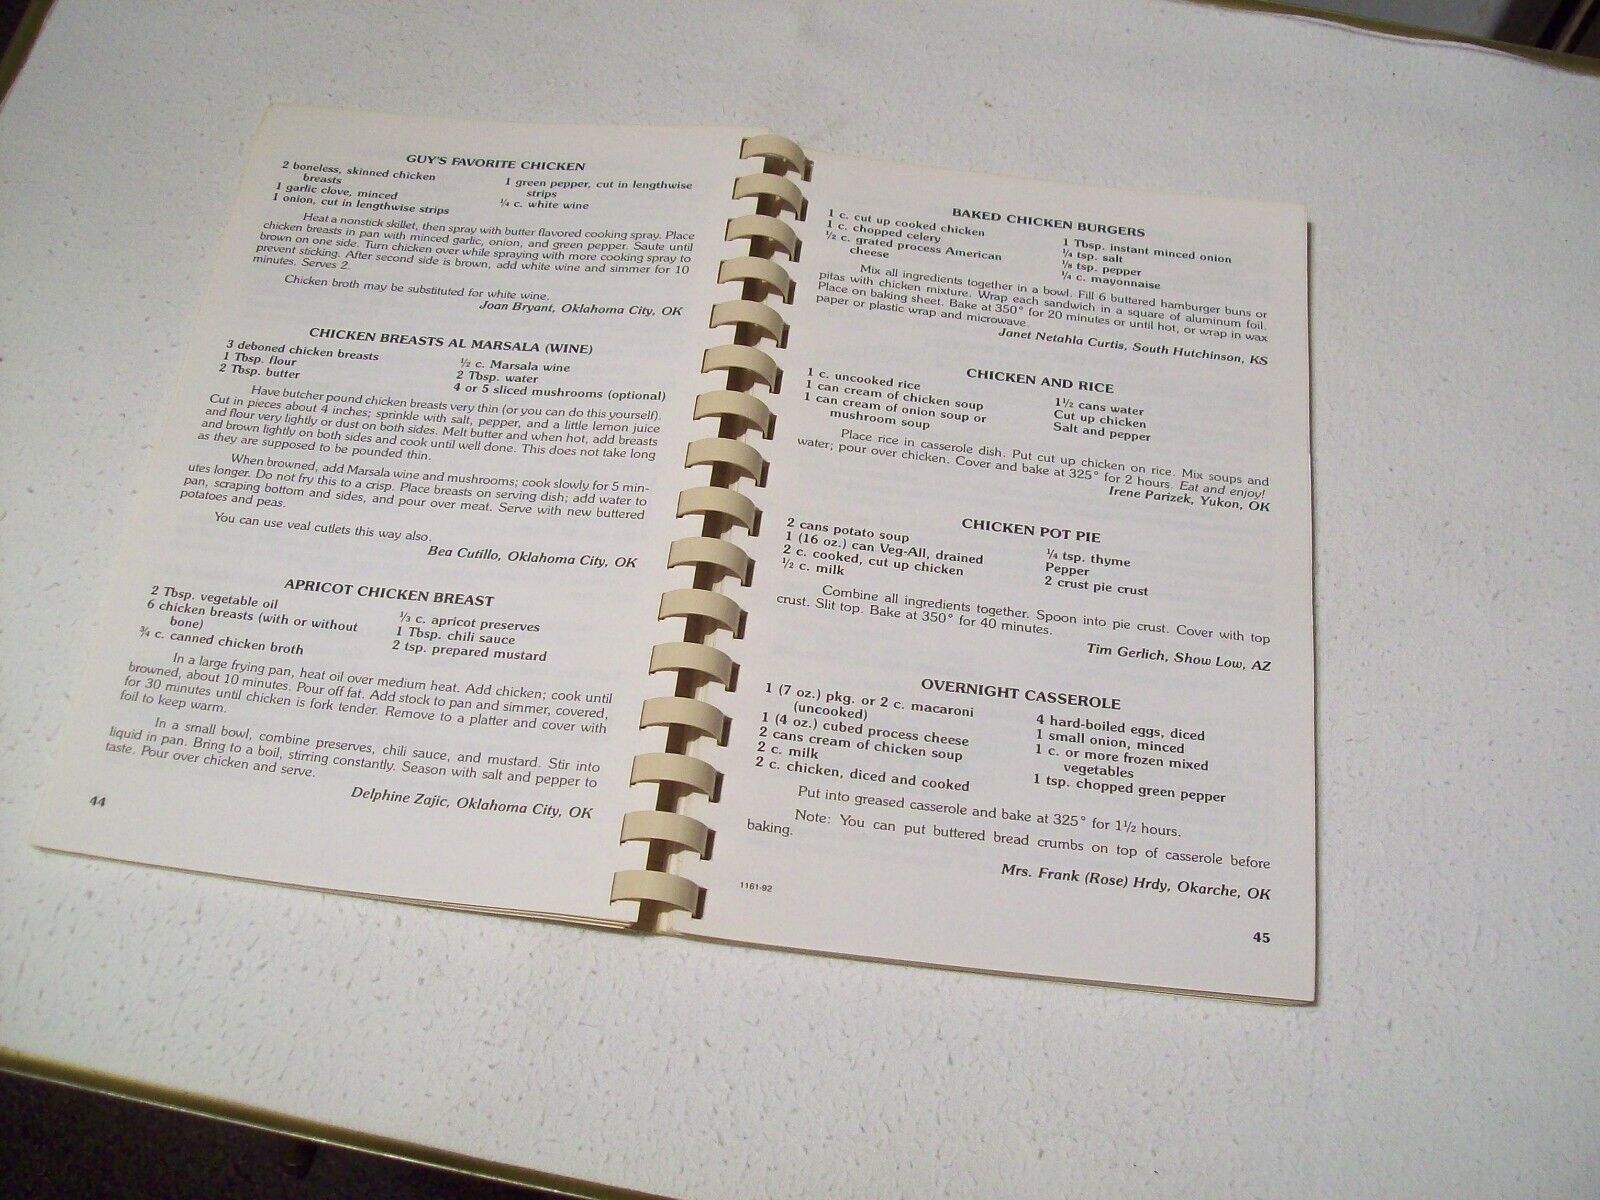 GUY'S FAVORITE CHICKEN
2 boneless, skinned chicken
breasts
1 garlic clove, minced
1 onion, cut in lengthwise strips
1 green pepper, cut in lengthwise
strips
¼ c. white wine
Heat a nonstick skillet, then spray with butter flavored cooking spray. Place
chicken breasts in pan with minced garlic, onion, and green pepper. Saute until
brown on one side. Turn chicken over while spraying with more cooking spray to
prevent sticking. After second side is brown, add white wine and simmer for 10
minutes. Serves 2.
Chicken broth may be substituted for white wine.
Joan Bryant, Oklahoma City, OK
CHICKEN BREASTS AL MARSALA (WINE)
3 deboned chicken breasts
1 Tbsp. flour
2 Tbsp. butter
½ c. Marsala wine
2 Tbsp. water
4 or 5 sliced mushrooms (optional)
Have butcher pound chicken breasts very thin (or you can do this yourself).
Cut in pieces about 4 inches; sprinkle with salt, pepper, and a little lemon juice
and flour very lightly or dust on both sides. Melt butter and when hot, add breasts
and brown lightly on both sides and cook until well done. This does not take long
as they are supposed to be pounded thin.
When browned, add Marsala wine and mushrooms; cook slowly for 5 min-
utes longer. Do not fry this to a crisp. Place breasts on serving dish; add water to
pan, scraping bottom and sides, and pour over meat. Serve with new buttered
potatoes and peas.
You can use veal cutlets this way also.
Bea Cutillo, Oklahoma City, OK
APRICOT CHICKEN BREAST
2 Tbsp. vegetable oil
6 chicken breasts (with or without
bone)
¾ c. canned chicken broth
⅓ c. apricot preserves
1 Tbsp. chili sauce
2 tsp. prepared mustard
In a large frying pan, heat oil over medium heat. Add chicken; cook until
browned, about 10 minutes. Pour off fat. Add stock to pan and simmer, covered,
for 30 minutes until chicken is fork tender. Remove to a platter and cover with
foil to keep warm.
In a small bowl, combine preserves, chili sauce, and mustard. Stir into
liquid in pan. Bring to a boil, stirring constantly. Season with salt and pepper to
taste. Pour over chicken and serve.
Delphine Zajic, Oklahoma City, OK
44
BAKED CHICKEN BURGERS
1 c. cut up cooked chicken
1 c. chopped celery
½ c. grated process American
cheese
1 Tbsp. instant minced onion
¼ tsp. salt
⅛ tsp. pepper
¼ c. mayonnaise
Mix all ingredients together in a bowl. Fill 6 buttered hamburger buns or
pitas with chicken mixture. Wrap each sandwich in a square of aluminum foil.
Place on baking sheet. Bake at 350° for 20 minutes or until hot, or wrap in wax
paper or plastic wrap and microwave.
Janet Netahla Curtis, South Hutchinson, KS
CHICKEN AND RICE
1 c. uncooked rice
1 can cream of chicken soup
1 can cream of onion soup or
mushroom soup
1½ cans water
Cut up chicken
Salt and pepper
Place rice in casserole dish. Put cut up chicken on rice. Mix soups and
water; pour over chicken. Cover and bake at 325° for 2 hours. Eat and enjoy!
Irene Parizek, Yukon, OK
CHICKEN POT PIE
2 cans potato soup
1 (16 oz.) can Veg-All, drained
2 c. cooked, cut up chicken
½ c. milk
¼ tsp. thyme
Pepper
2 crust pie crust
Combine all ingredients together. Spoon into pie crust. Cover with top
crust. Slit top. Bake at 350° for 40 minutes.
Tim Gerlich, Show Low, AZ
OVERNIGHT CASSEROLE
1 (7 oz.) pkg. or 2 c. macaroni
(uncooked)
1 (4 oz.) cubed process cheese
2 cans cream of chicken soup
2 c. milk
2 c. chicken, diced and cooked
4 hard-boiled eggs, diced
1 small onion, minced
1 c. or more frozen mixed
vegetables
1 tsp. chopped green pepper
Put into greased casserole and bake at 325° for 1½ hours.
Note: You can put buttered bread crumbs on top of casserole before
baking.
Mrs. Frank (Rose) Hrdy, Okarche, OK
1161-92
45